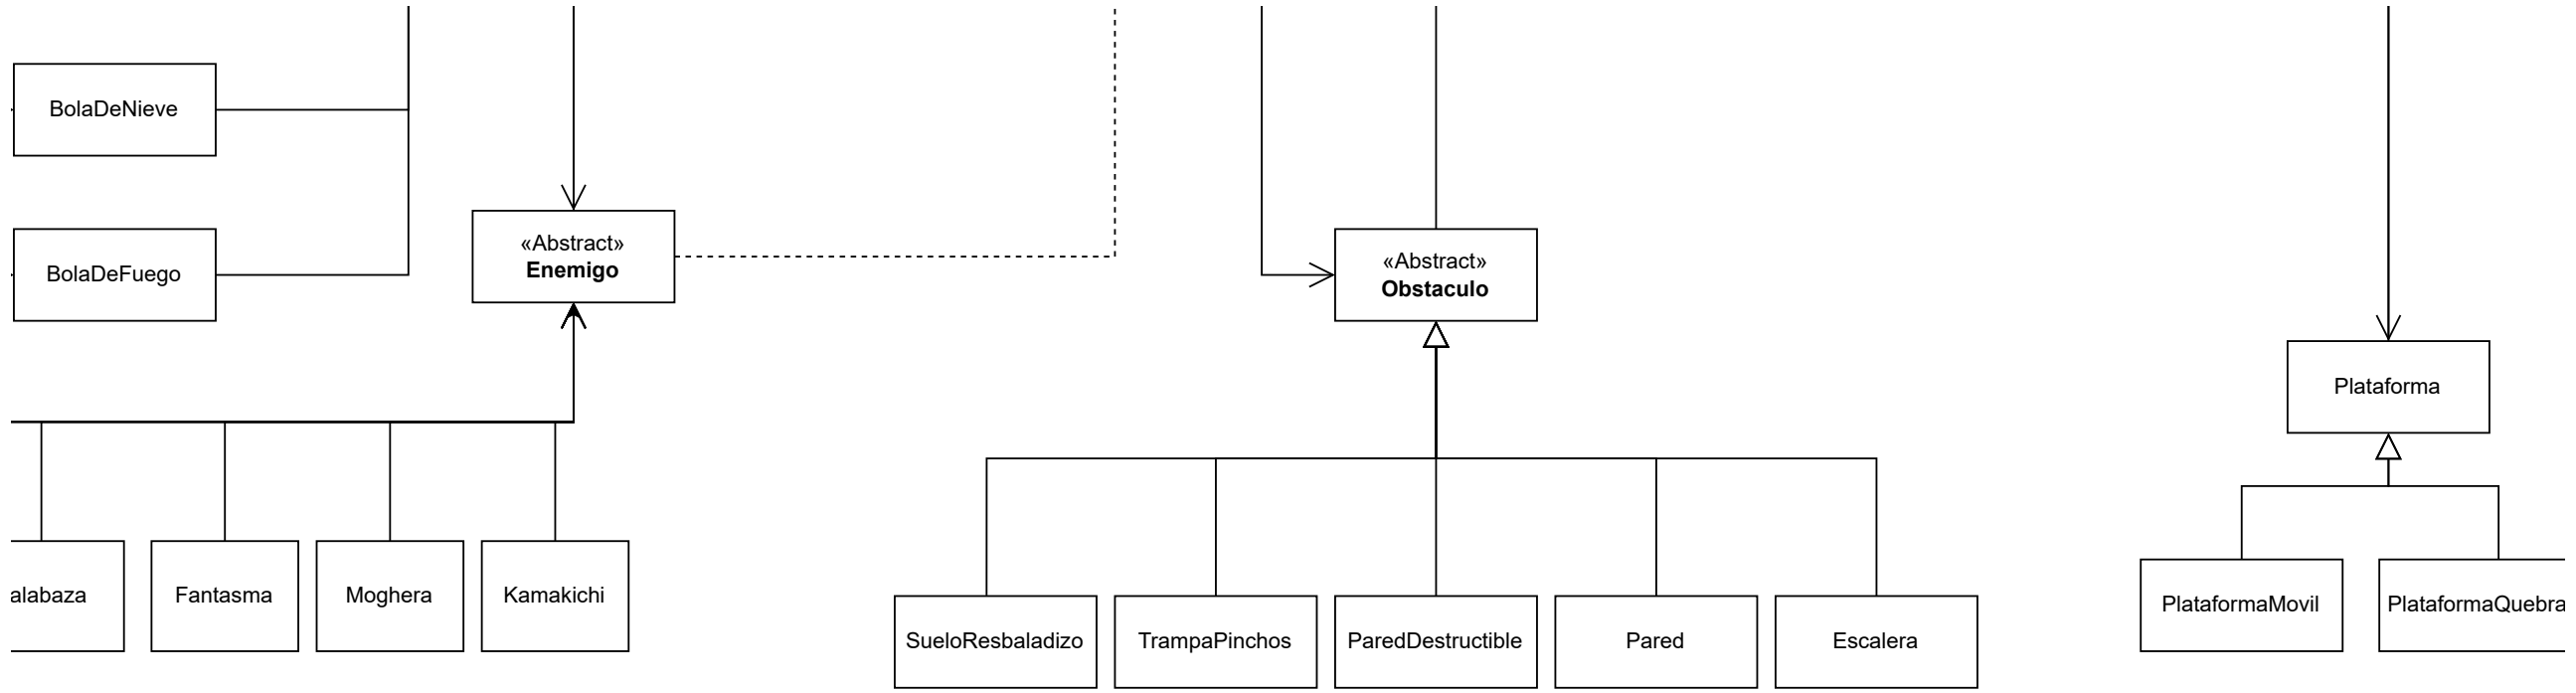 BolaDeNieve
BolaDeFuego
«Abstract»
Enemigo
«Abstract»
Obstaculo
Plataforma
alabaza
Fantasma
Moghera
Kamakichi
SueloResbaladizo
TrampaPinchos
ParedDestructible
Pared
Escalera
PlataformaMovil
PlataformaQuebra